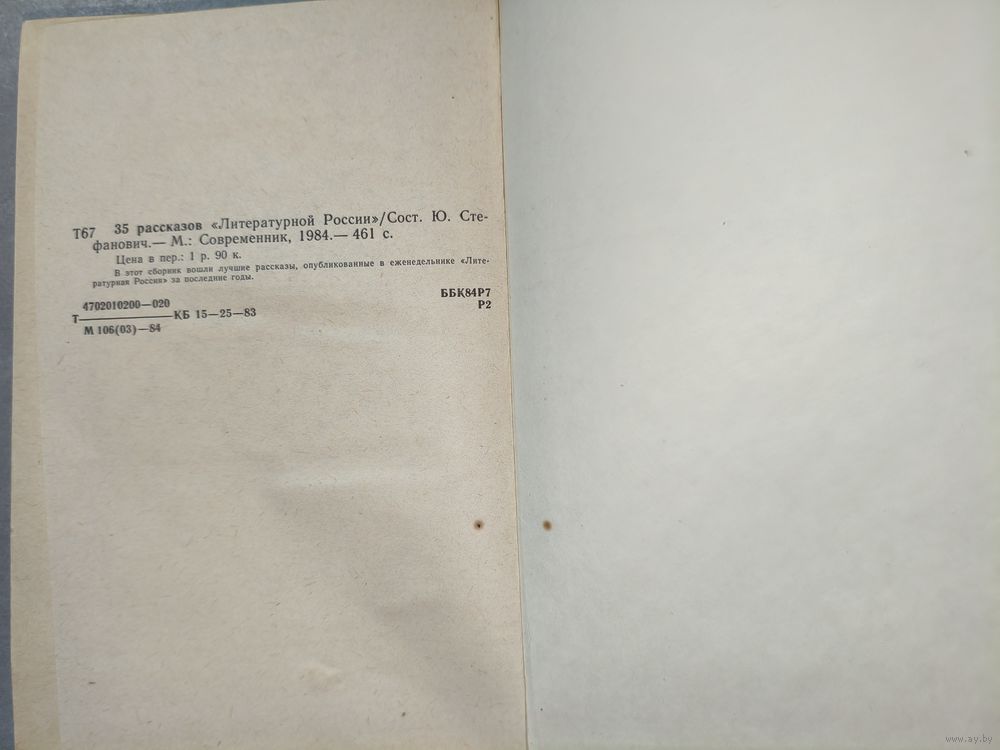 Т67 35 рассказов «Литературной России»/Сост. Ю. Сте-
фанович.— М.: Современник, 1984.— 461 с.
Цена в пер.: 1 р. 90 к.
В этот сборник вошли лучшие рассказы, опубликованные в еженедельнике «Лите-
ратурная Россия» за последние годы.
4702010200—020
Т————КБ 15—25—83
М 106(03)—84
ББК84Р7
Р2
www.ay.by